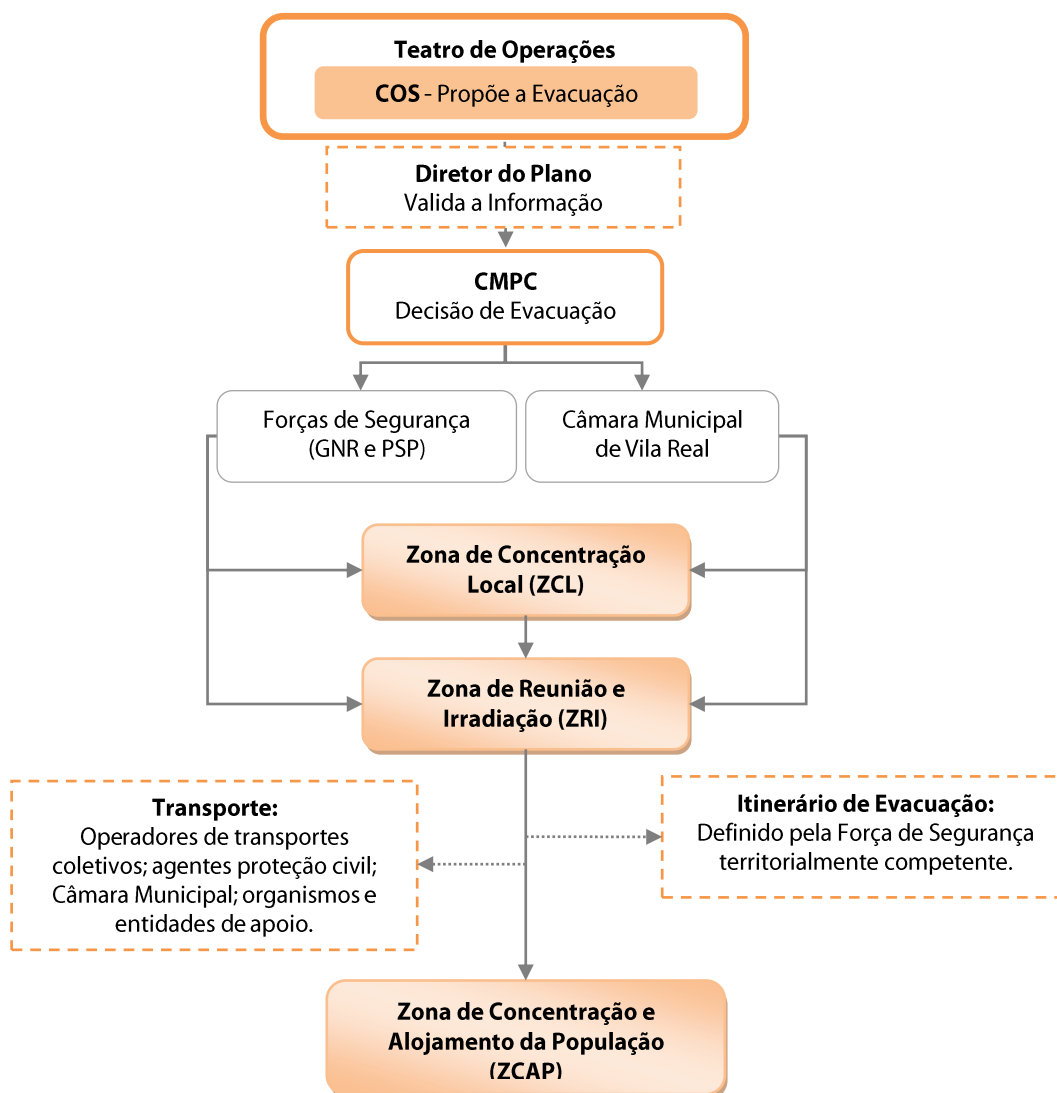 Teatro de Operações
COS - Propõe a Evacuação
Diretor do Plano
Valida a Informação
CMPC
Decisão de Evacuação
Forças de Segurança
(GNR e PSP)
Câmara Municipal
de Vila Real
Zona de Concentração
Local (ZCL)
Zona de Reunião e
Irradiação (ZRI)
Transporte:
Operadores de transportes
coletivos; agentes proteção civil;
Câmara Municipal; organismos e
entidades de apoio.
Itinerário de Evacuação:
Definido pela Força de Segurança
territorialmente competente.
Zona de Concentração e
Alojamento da População
(ZCAP)